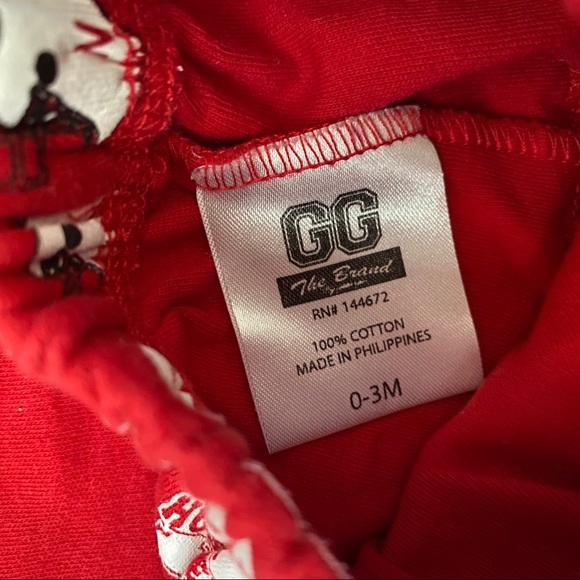 GG
The Brand
RN# 144672
100% COTTON
MADE IN PHILIPPINES
0-3M